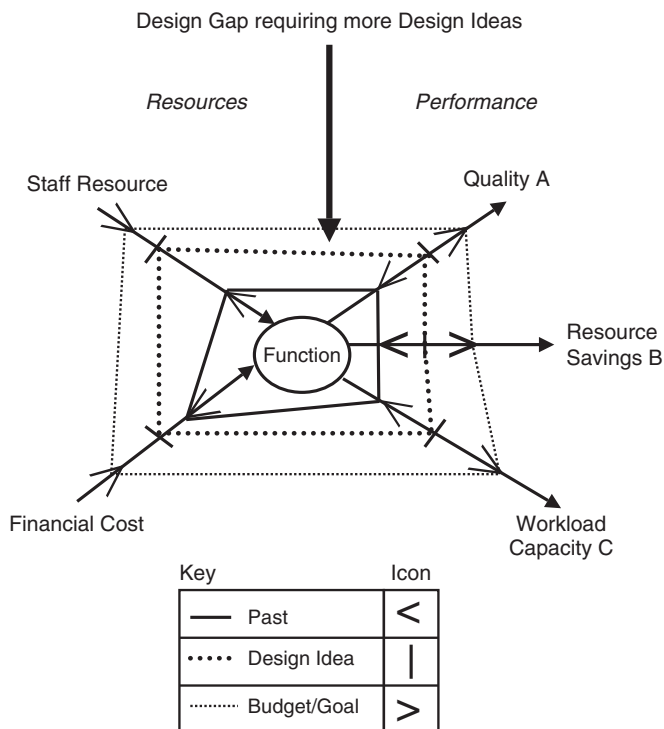 Design Gap requiring more Design Ideas
Resources
Performance
Staff Resource
Quality A
Function
Resource
Savings B
Financial Cost
Workload
Capacity C
Key
Icon
Past
<
Design Idea
|
Budget/Goal
>